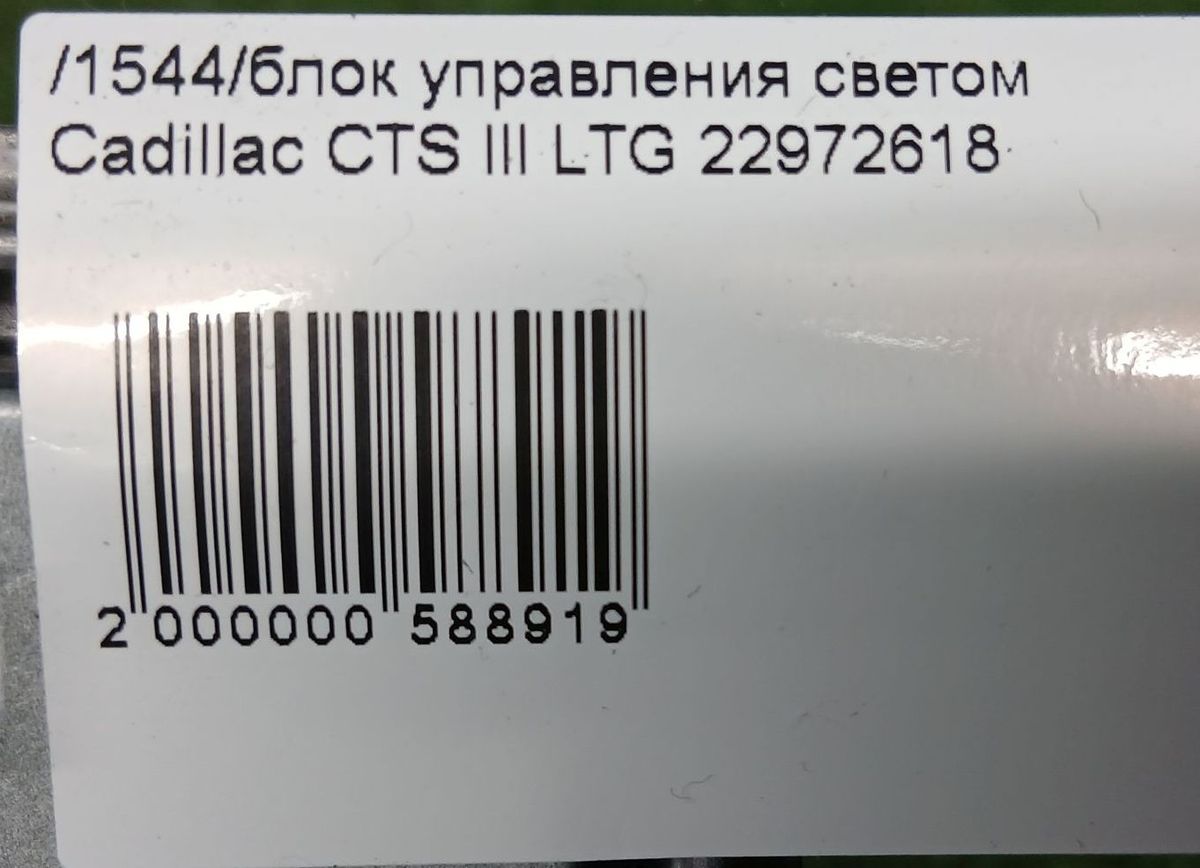 /1544/блок управления светом
Cadillac CTS III LTG 22972618
2 000000 588919